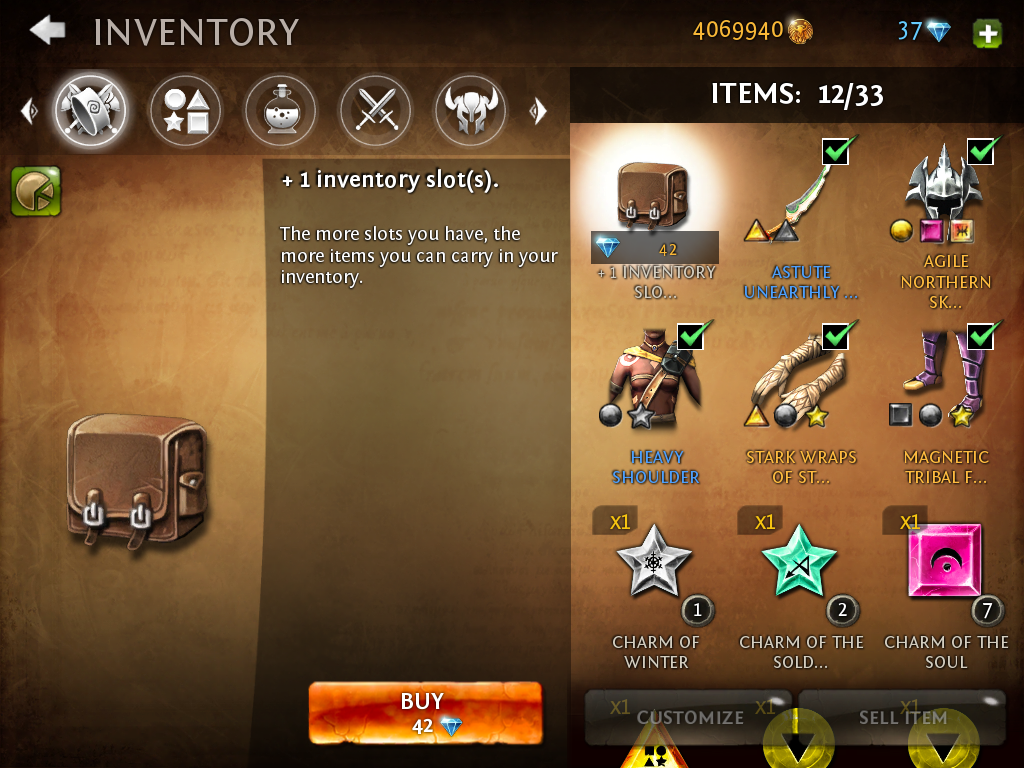 INVENTORY
4069940
37
ITEMS: 12/33
+ 1 inventory slot(s).
The more slots you have, the
more items you can carry in your
inventory.
BUY
42
42
+ 1 INVENTORY
SLO...
ASTUTE
UNEARTHLY ...
AGILE
NORTHERN
SK...
HEAVY
SHOULDER
STARK WRAPS
OF ST...
MAGNETIC
TRIBAL F...
X1
1
CHARM OF
WINTER
X1
2
CHARM OF THE
SOLD...
X1
7
CHARM OF THE
SOUL
X1
X1
X1
CUSTOMIZE
SELL ITEM